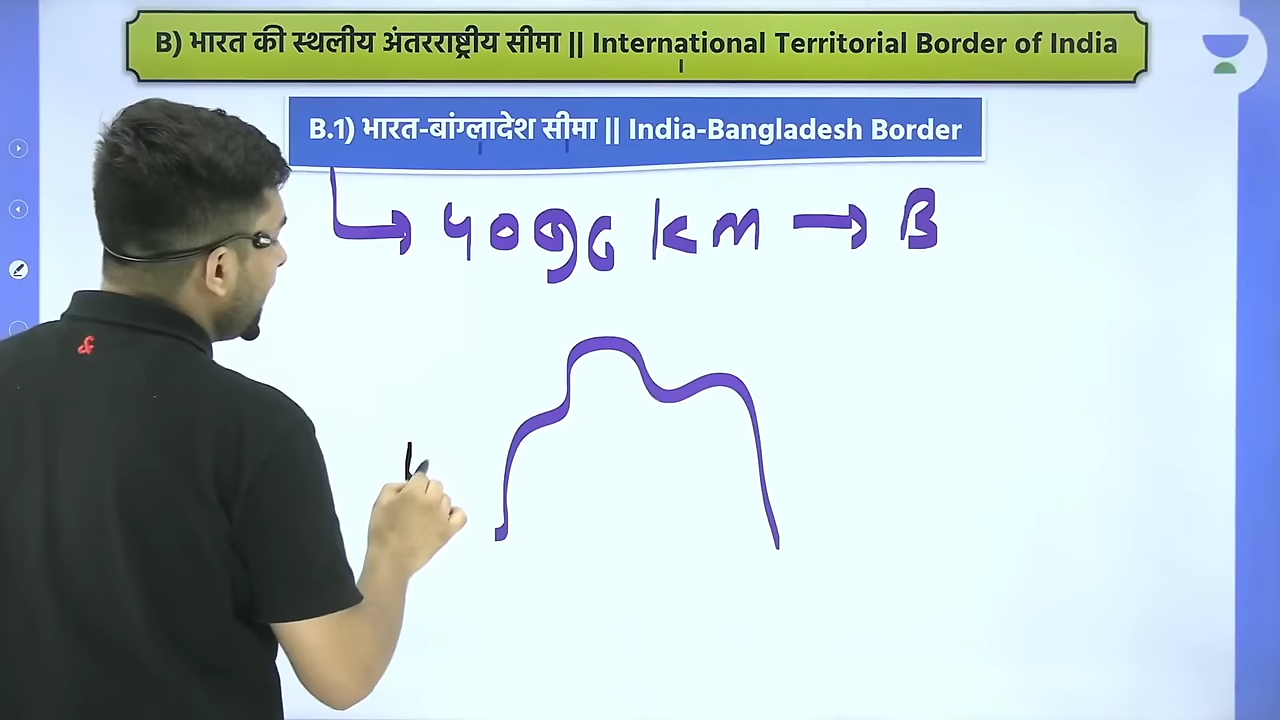 B) भारत की स्थलीय अंतरराष्ट्रीय सीमा || International Territorial Border of India
B.1) भारत-बांग्लादेश सीमा || India-Bangladesh Border
4096 km → B